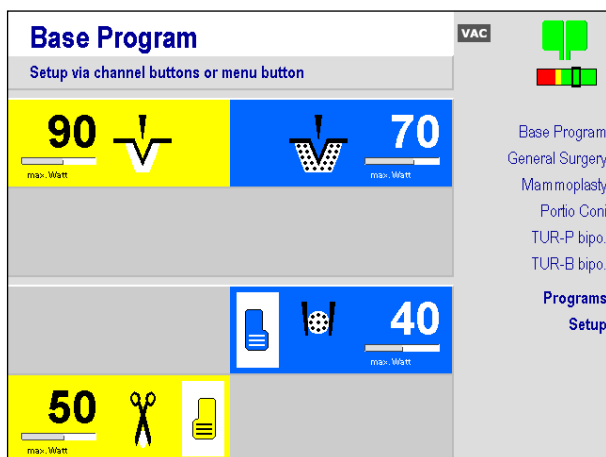 Base Program
VAC
Setup via channel buttons or menu button
90
max. Watt
70
max. Watt
Base Program
General Surgery
Mammoplasty
Portio Coni
TUR-P bipo.
TUR-B bipo.
Programs
Setup
40
max. Watt
50
max. Watt